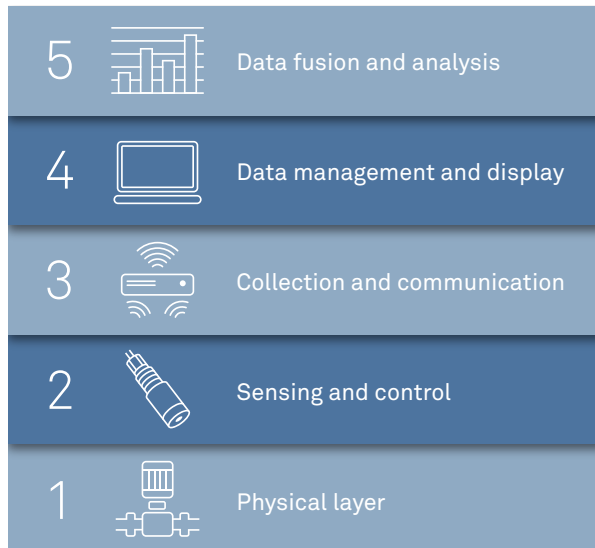 5 Data fusion and analysis
4 Data management and display
3 Collection and communication
2 Sensing and control
1 Physical layer